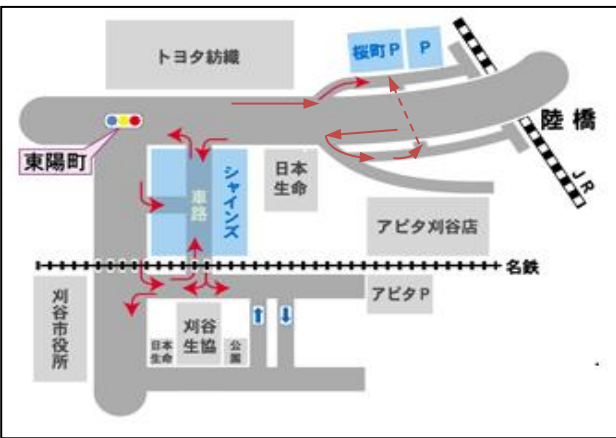 トヨタ紡織
桜町P
P
陸橋
東陽町
JR
シャインズ
車路
日本
生命
アピタ刈谷店
名鉄
アピタP
刈谷市役所
刈谷
生協
日本
生命
公園